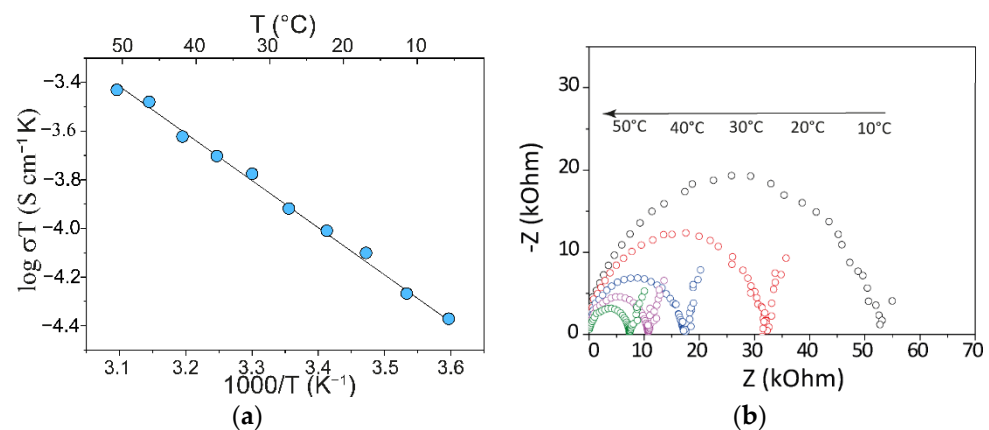 T (°C)
50 40 30 20 10
−3.4
−3.6
−3.8
−4.0
−4.2
−4.4
log σT (S cm⁻¹ K)
3.1 3.2 3.3 3.4 3.5 3.6
1000/T (K⁻¹)
(a)
30
20
10
0
-Z (kOhm)
50°C 40°C 30°C 20°C 10°C
0 10 20 30 40 50 60 70
Z (kOhm)
(b)